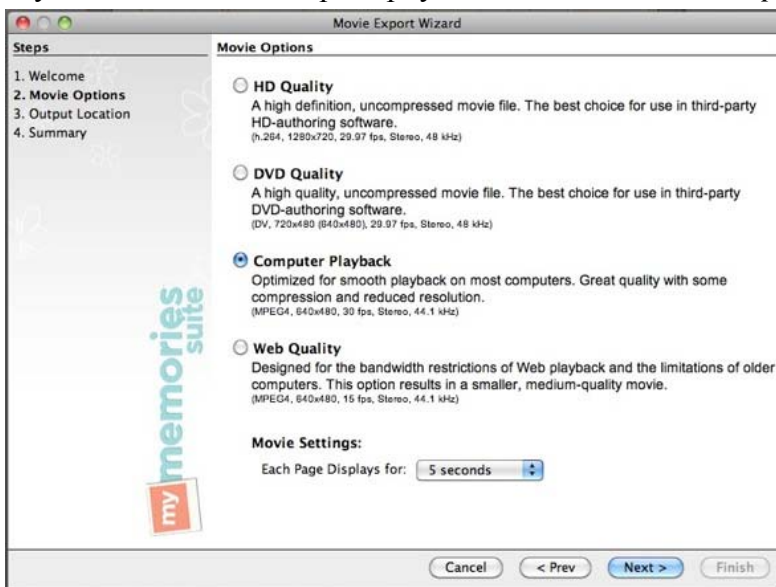 Movie Export Wizard
Steps
1. Welcome
2. Movie Options
3. Output Location
4. Summary
my memories suite
Movie Options
HD Quality
A high definition, uncompressed movie file. The best choice for use in third-party
HD-authoring software.
(h.264, 1280x720, 29.97 fps, Stereo, 48 kHz)
DVD Quality
A high quality, uncompressed movie file. The best choice for use in third-party
DVD-authoring software.
(DV, 720x480 (640x480), 29.97 fps, Stereo, 48 kHz)
Computer Playback
Optimized for smooth playback on most computers. Great quality with some
compression and reduced resolution.
(MPEG4, 640x480, 30 fps, Stereo, 44.1 kHz)
Web Quality
Designed for the bandwidth restrictions of Web playback and the limitations of older
computers. This option results in a smaller, medium-quality movie.
(MPEG4, 640x480, 15 fps, Stereo, 44.1 kHz)
Movie Settings:
Each Page Displays for: 5 seconds
Cancel < Prev Next > Finish